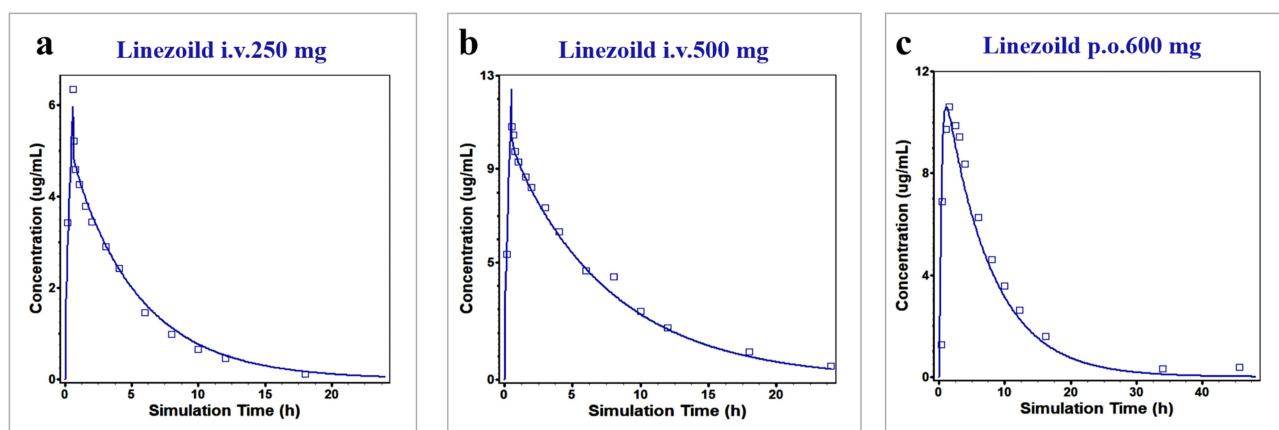 a
Linezoild i.v.250 mg
Concentration (ug/mL)
6
4
2
0
0 5 10 15 20
Simulation Time (h)
b
Linezoild i.v.500 mg
Concentration (ug/mL)
13
9
5
0
0 5 10 15 20
Simulation Time (h)
c
Linezoild p.o.600 mg
Concentration (ug/mL)
12
8
4
0
0 10 20 30 40
Simulation Time (h)